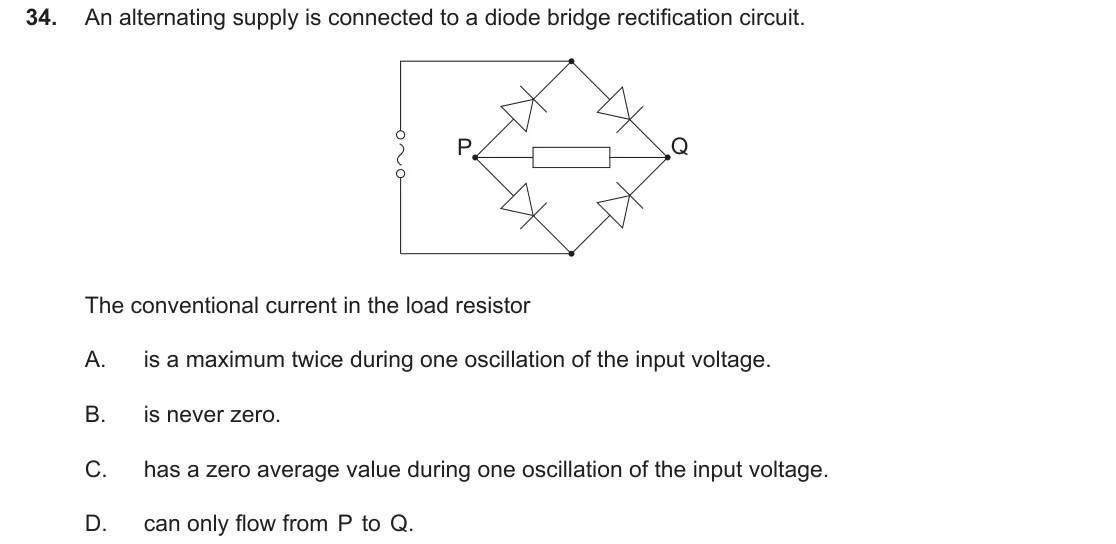 34. An alternating supply is connected to a diode bridge rectification circuit.
P
Q
The conventional current in the load resistor
A. is a maximum twice during one oscillation of the input voltage.
B. is never zero.
C. has a zero average value during one oscillation of the input voltage.
D. can only flow from P to Q.